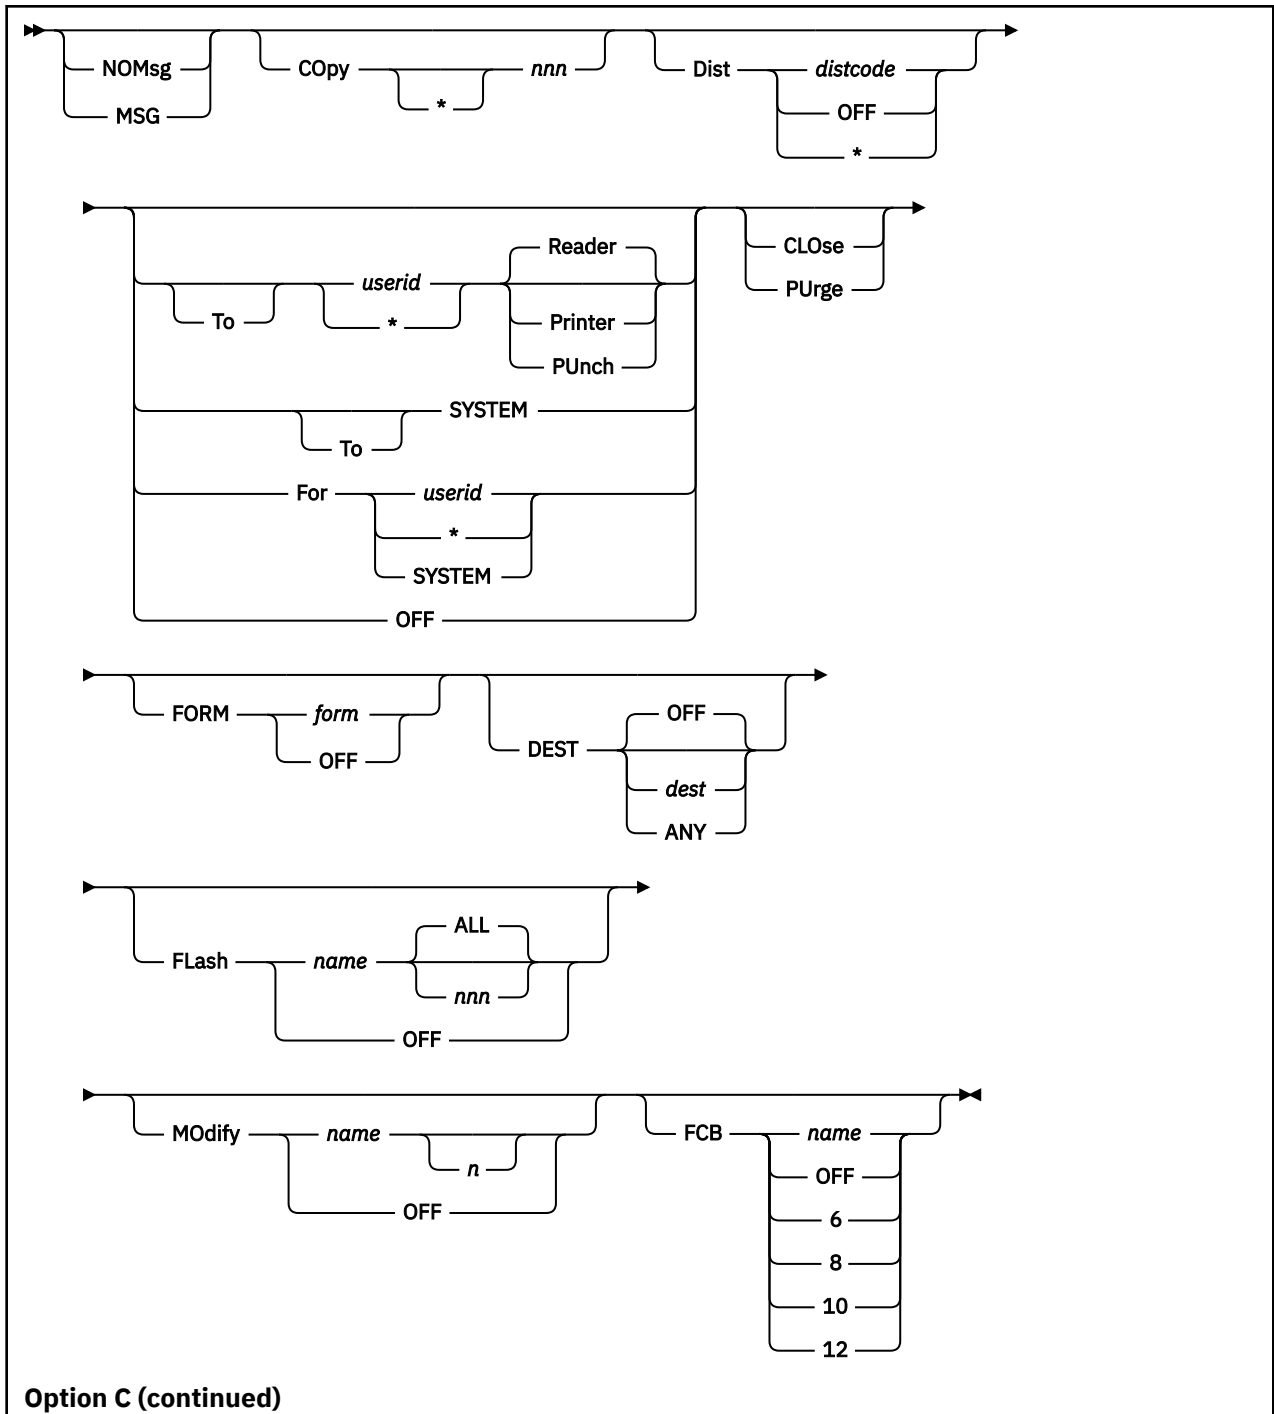 NOMsg
MSG
COpy * nnn
Dist distcode
OFF
*
Reader
userid
To *
Printer
PUnch
SYSTEM
To
For userid
*
SYSTEM
OFF
CLOse
PUrge
FORM form
OFF
OFF
DEST
dest
ANY
ALL
FLash name
nnn
OFF
MOdify name
n
OFF
FCB name
OFF
6
8
10
12
Option C (continued)